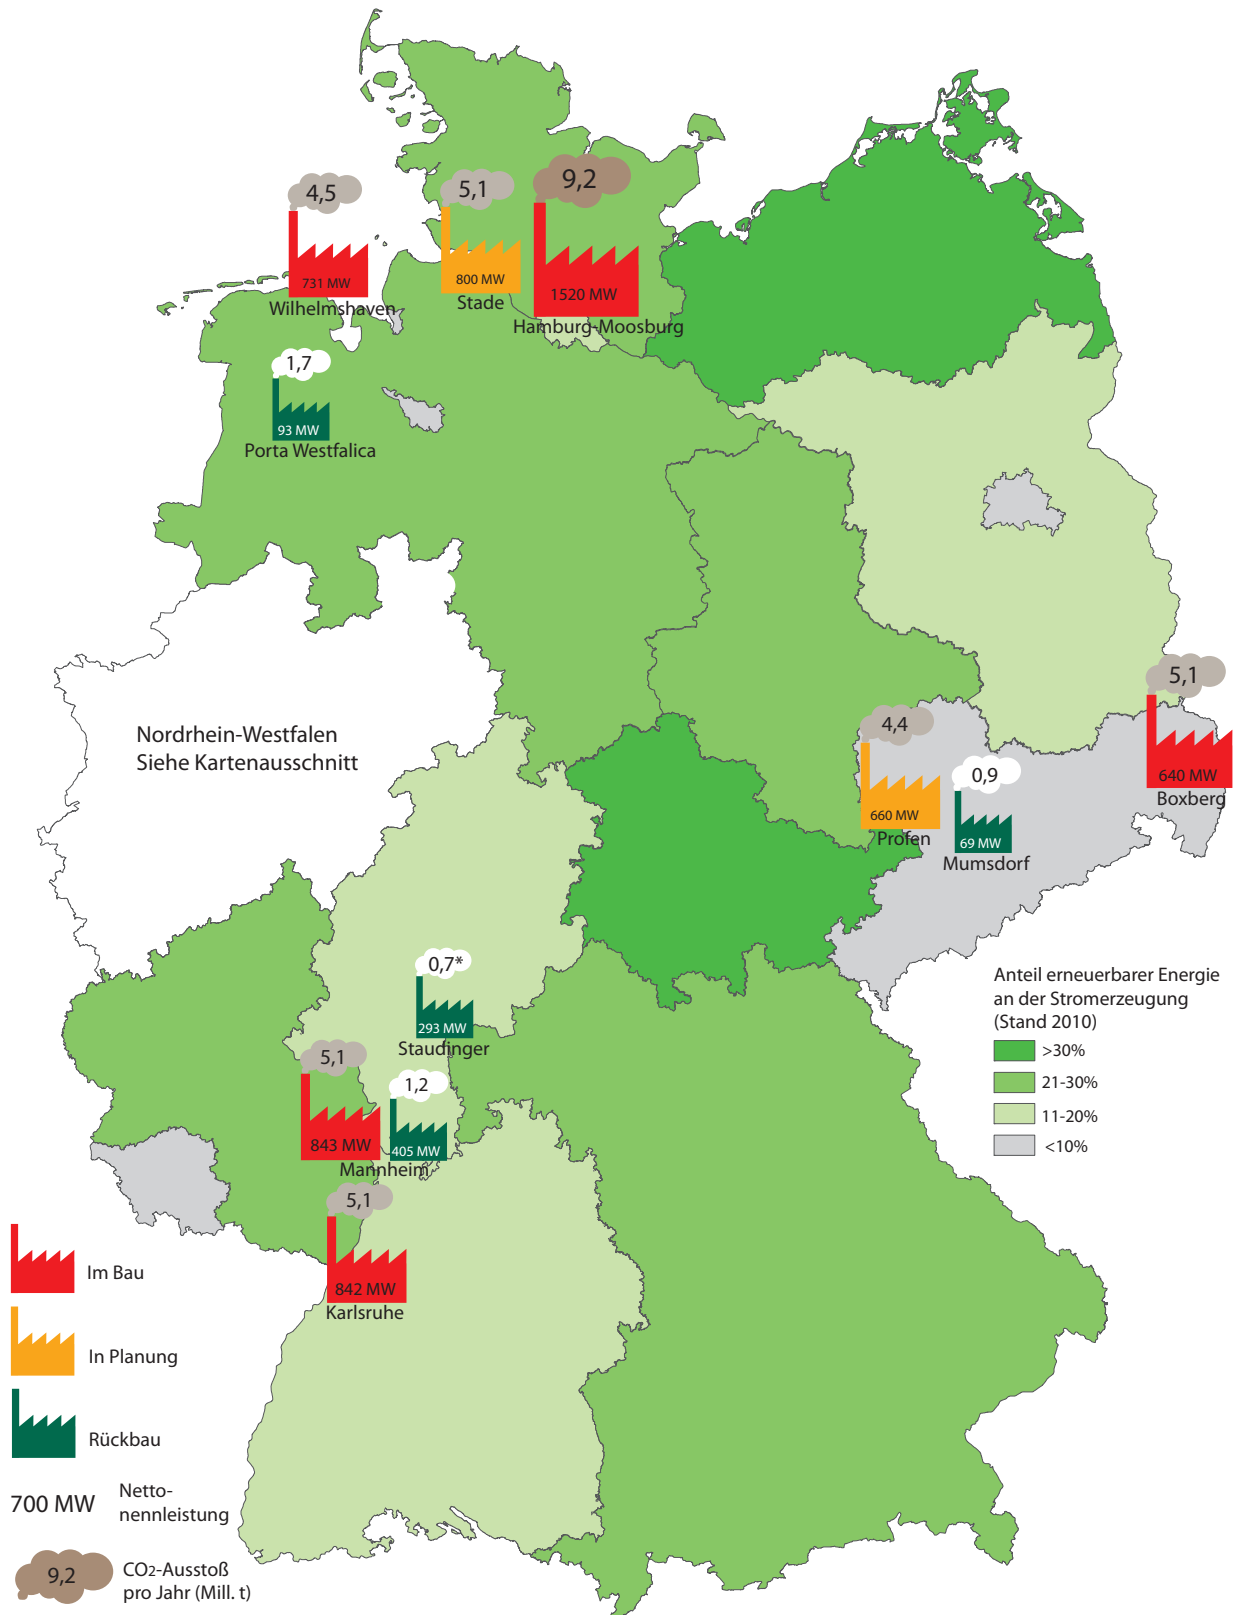 4,5
731 MW
Wilhelmshaven
5,1
800 MW
Stade
9,2
1520 MW
Hamburg-Moosburg
1,7
93 MW
Porta Westfalica
Nordrhein-Westfalen
Siehe Kartenausschnitt
5,1
640 MW
Boxberg
4,4
660 MW
Profen
0,9
69 MW
Mumsdorf
0,7*
293 MW
Staudinger
5,1
843 MW
1,2
405 MW
Mannheim
5,1
842 MW
Karlsruhe
Anteil erneuerbarer Energie
an der Stromerzeugung
(Stand 2010)
>30%
21-30%
11-20%
<10%
Im Bau
In Planung
Rückbau
700 MW
Netto-
nennleistung
9,2
CO2-Ausstoß
pro Jahr (Mill. t)